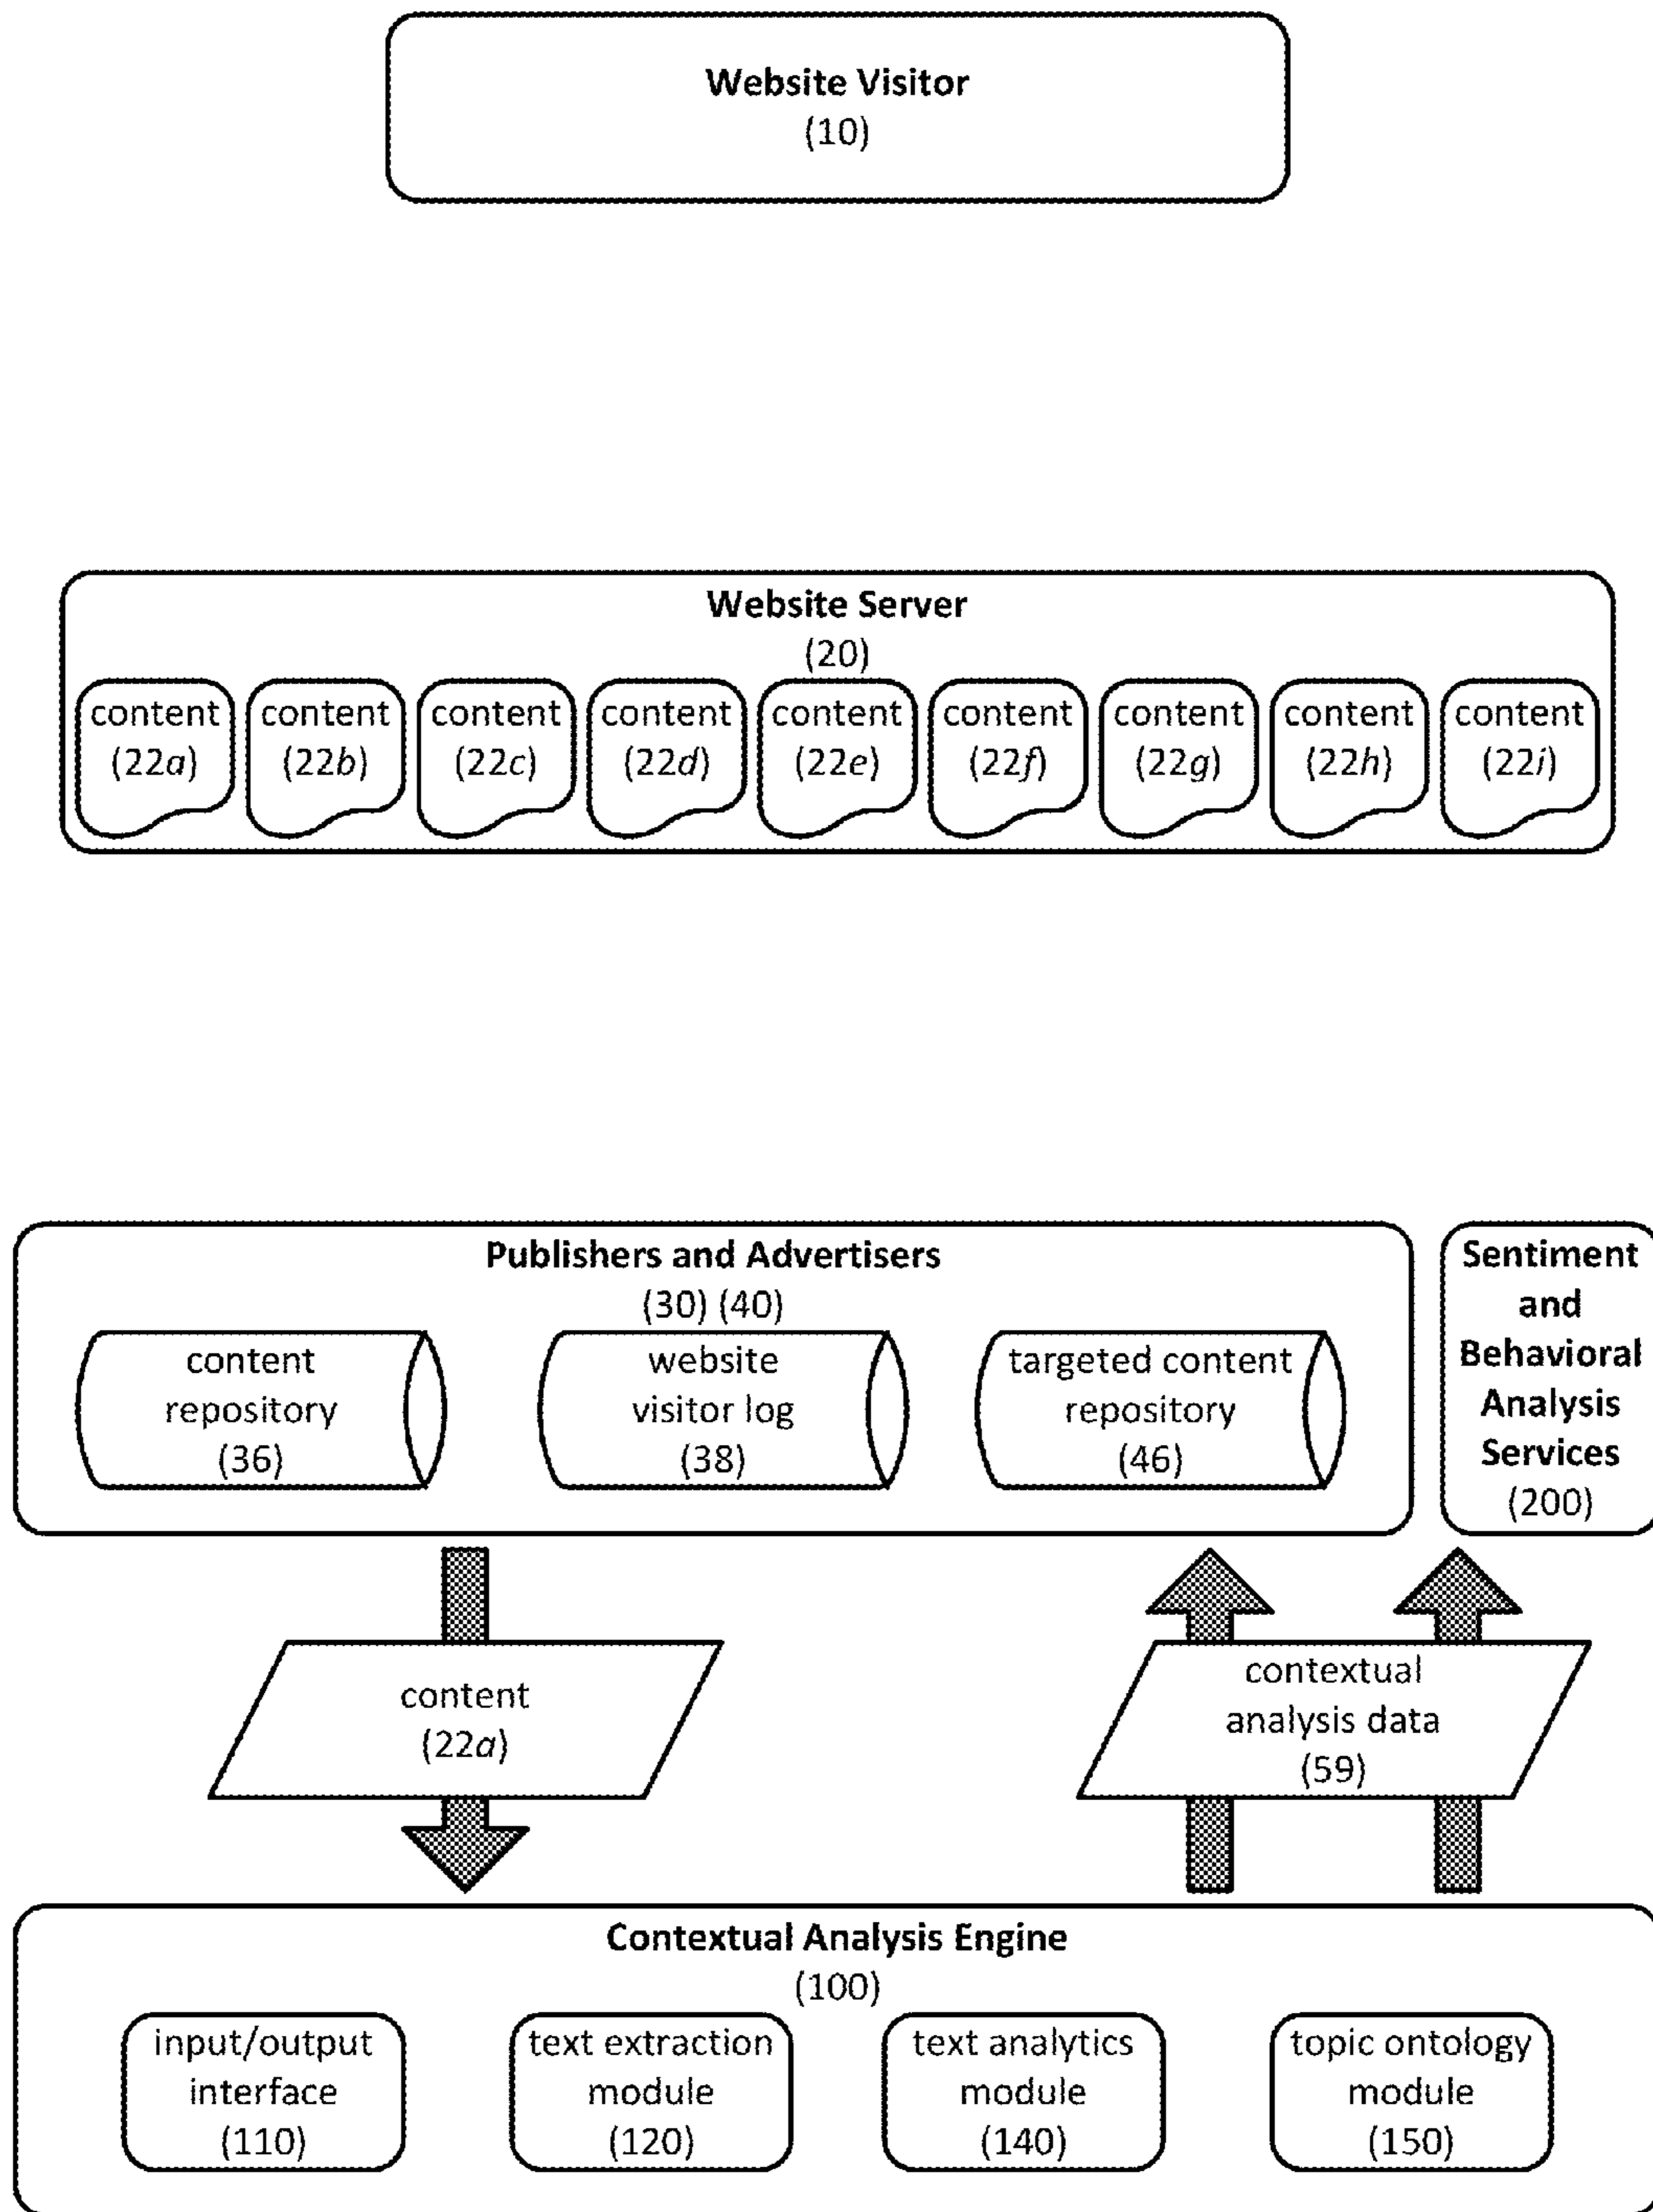 Website Visitor
(10)
Website Server
(20)
content
(22a)
content
(22b)
content
(22c)
content
(22d)
content
(22e)
content
(22f)
content
(22g)
content
(22h)
content
(22i)
Publishers and Advertisers
(30) (40)
content
repository
(36)
website
visitor log
(38)
targeted content
repository
(46)
Sentiment
and
Behavioral
Analysis
Services
(200)
content
(22a)
contextual
analysis data
(59)
Contextual Analysis Engine
(100)
input/output
interface
(110)
text extraction
module
(120)
text analytics
module
(140)
topic ontology
module
(150)